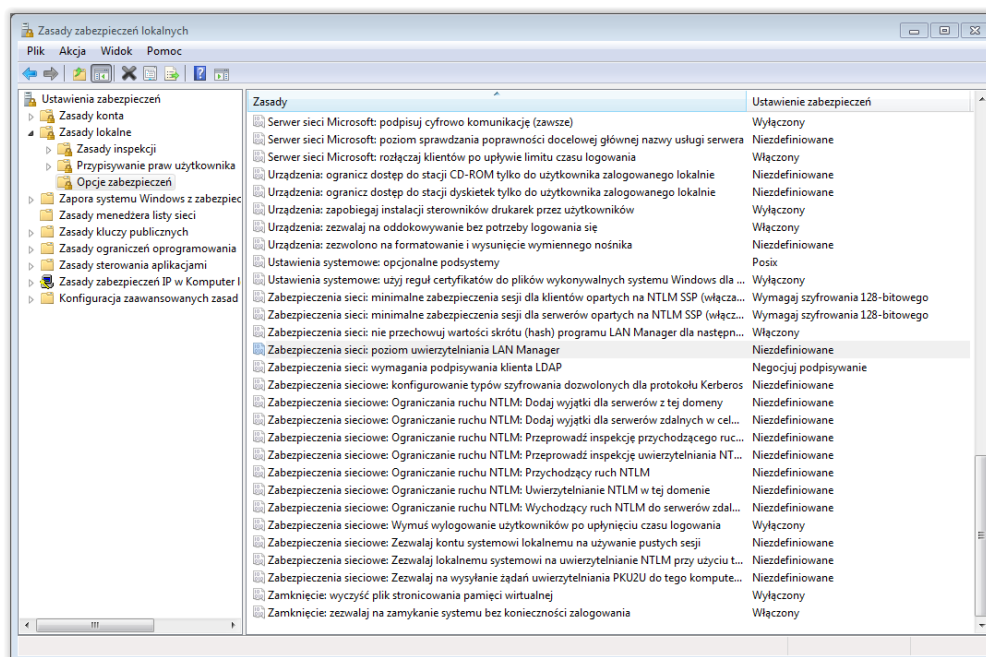 Zasady zabezpieczeń lokalnych
Plik Akcja Widok Pomoc
Ustawienia zabezpieczeń
Zasady konta
Zasady lokalne
Zasady inspekcji
Przypisywanie praw użytkownika
Opcje zabezpieczeń
Zapora systemu Windows z zabezpiec
Zasady menedżera listy sieci
Zasady kluczy publicznych
Zasady ograniczeń oprogramowania
Zasady sterowania aplikacjami
Zasady zabezpieczeń IP w Komputer l
Konfiguracja zaawansowanych zasad
Zasady Ustawienie zabezpieczeń
Serwer sieci Microsoft: podpisuj cyfrowo komunikację (zawsze) Wyłączony
Serwer sieci Microsoft: poziom sprawdzania poprawności docelowej głównej nazwy usługi serwera Niezdefiniowane
Serwer sieci Microsoft: rozłączaj klientów po upływie limitu czasu logowania Włączony
Urządzenia: ogranicz dostęp do stacji CD-ROM tylko do użytkownika zalogowanego lokalnie Niezdefiniowane
Urządzenia: ogranicz dostęp do stacji dyskietek tylko do użytkownika zalogowanego lokalnie Niezdefiniowane
Urządzenia: zapobiegaj instalacji sterowników drukarek przez użytkowników Wyłączony
Urządzenia: zezwalaj na oddokowywanie bez potrzeby logowania się Włączony
Urządzenia: zezwolono na formatowanie i wysunięcie wymiennego nośnika Niezdefiniowane
Ustawienia systemowe: opcjonalne podsystemy Posix
Ustawienia systemowe: użyj reguł certyfikatów do plików wykonywalnych systemu Windows dla ... Wyłączony
Zabezpieczenia sieci: minimalne zabezpieczenia sesji dla klientów opartych na NTLM SSP (włącza... Wymagaj szyfrowania 128-bitowego
Zabezpieczenia sieci: minimalne zabezpieczenia sesji dla serwerów opartych na NTLM SSP (włącz... Wymagaj szyfrowania 128-bitowego
Zabezpieczenia sieci: nie przechowuj wartości skrótu (hash) programu LAN Manager dla następn... Włączony
Zabezpieczenia sieci: poziom uwierzytelniania LAN Manager Niezdefiniowane
Zabezpieczenia sieci: wymagania podpisywania klienta LDAP Negocjuj podpisywanie
Zabezpieczenia sieciowe: konfigurowanie typów szyfrowania dozwolonych dla protokołu Kerberos Niezdefiniowane
Zabezpieczenia sieciowe: Ograniczanie ruchu NTLM: Dodaj wyjątki dla serwerów z tej domeny Niezdefiniowane
Zabezpieczenia sieciowe: Ograniczanie ruchu NTLM: Dodaj wyjątki dla serwerów zdalnych w cel... Niezdefiniowane
Zabezpieczenia sieciowe: Ograniczanie ruchu NTLM: Przeprowadź inspekcję przychodzącego ruc... Niezdefiniowane
Zabezpieczenia sieciowe: Ograniczanie ruchu NTLM: Przeprowadź inspekcję uwierzytelniania NT... Niezdefiniowane
Zabezpieczenia sieciowe: Ograniczanie ruchu NTLM: Przychodzący ruch NTLM Niezdefiniowane
Zabezpieczenia sieciowe: Ograniczanie ruchu NTLM: Uwierzytelnianie NTLM w tej domenie Niezdefiniowane
Zabezpieczenia sieciowe: Ograniczanie ruchu NTLM: Wychodzący ruch NTLM do serwerów zdal... Niezdefiniowane
Zabezpieczenia sieciowe: Wymuś wylogowanie użytkowników po upłynięciu czasu logowania Wyłączony
Zabezpieczenia sieciowe: Zezwalaj kontu systemowi lokalnemu na używanie pustych sesji Niezdefiniowane
Zabezpieczenia sieciowe: Zezwalaj lokalnemu systemowi na uwierzytelnianie NTLM przy użyciu t... Niezdefiniowane
Zabezpieczenia sieciowe: Zezwalaj na wysyłanie żądań uwierzytelniania PKU2U do tego kompute... Niezdefiniowane
Zamknięcie: wyczyść plik stronicowania pamięci wirtualnej Wyłączony
Zamknięcie: zezwalaj na zamykanie systemu bez konieczności zalogowania Włączony